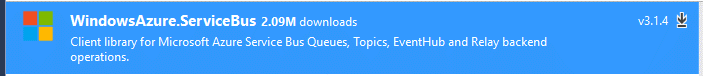 WindowsAzure.ServiceBus 2.09M downloads v3.1.4
Client library for Microsoft Azure Service Bus Queues, Topics, EventHub and Relay backend
operations.